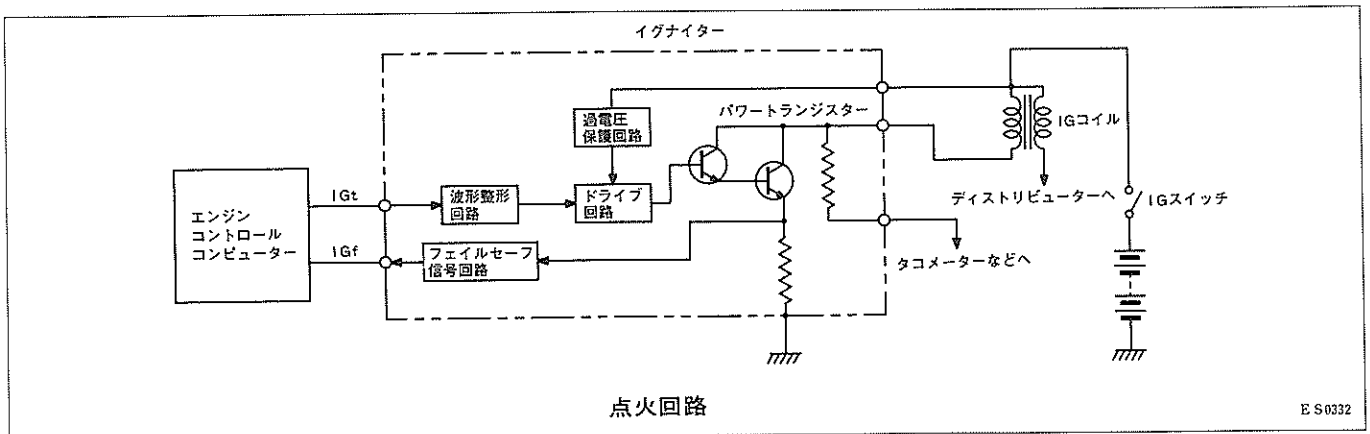 イグナイター
過電圧
保護回路
パワートランジスター
IGコイル
エンジン
コントロール
コンピューター
IGt
波形整形
回路
ドライブ
回路
ディストリビューターへ
IGスイッチ
IGf
フェイルセーフ
信号回路
タコメーターなどへ
点火回路
E S0332